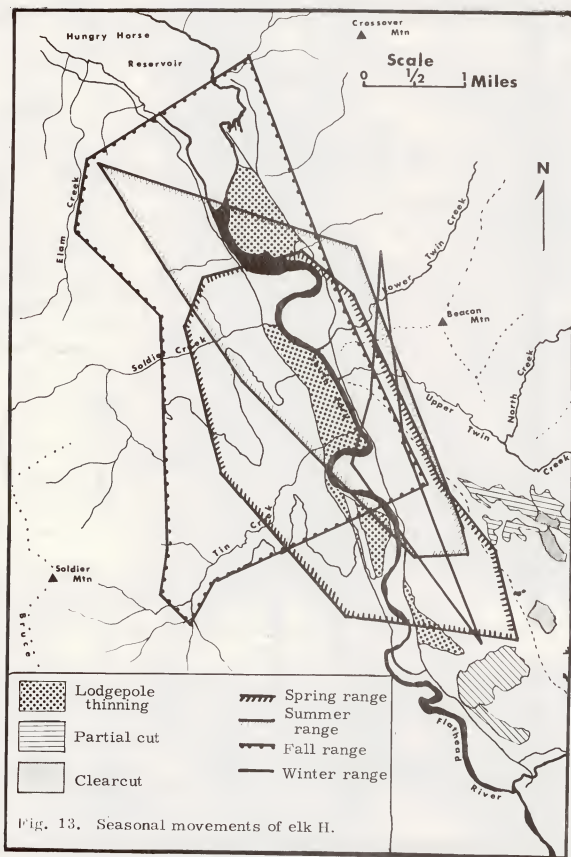 Crossover
Mtn
Hungry Horse
Reservoir
Scale
0 1/2 1 Miles
N
Elam Creek
Lower Twin Creek
Beacon
Mtn
Soldier Creek
North Creek
Upper Twin
Creek
Tin Creek
Soldier
Mtn
Bruce
Flathead
River
Lodgepole
thinning
Partial cut
Clearcut
Spring range
Summer
range
Fall range
Winter range
Fig. 13. Seasonal movements of elk H.